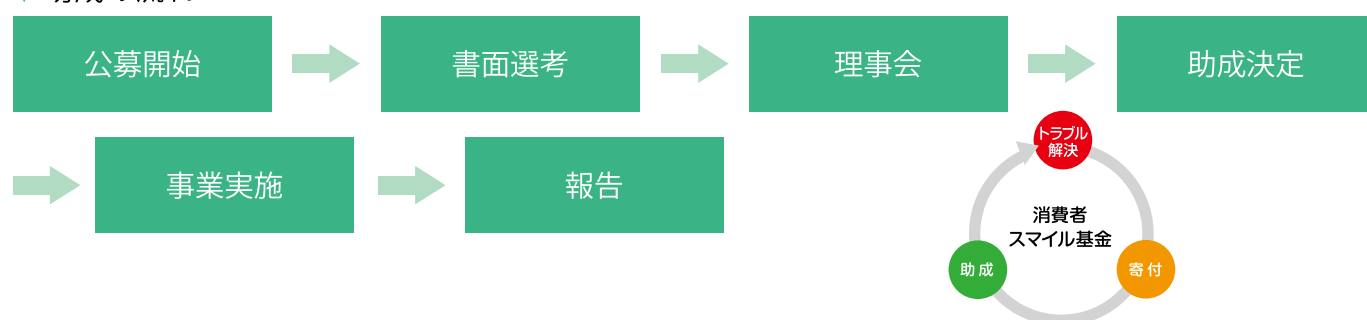 公募開始
書面選考
理事会
助成決定
事業実施
報告
トラブル
解決
消費者
スマイル基金
助成
寄付